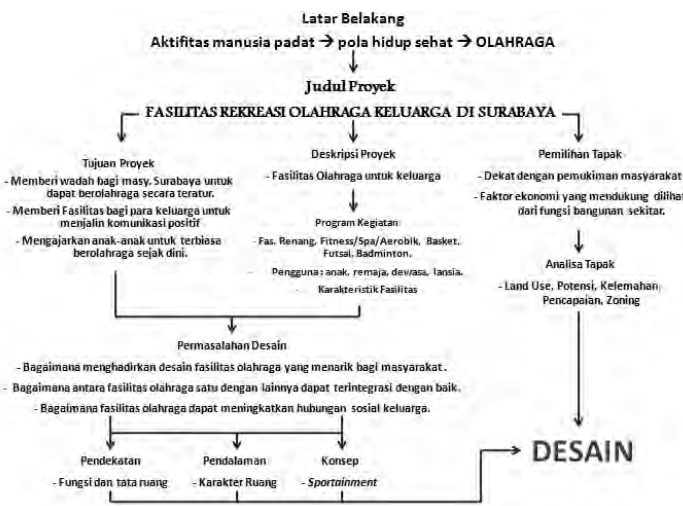 Latar Belakang
Aktifitas manusia padat → pola hidup sehat → OLAHRAGA
Judul Proyek
FASILITAS REKREASI OLAHRAGA KELUARGA DI SURABAYA
Tujuan Proyek
- Memberi wadah bagi masy. Surabaya untuk
dapat berolahraga secara teratur.
- Memberi Fasilitas bagi para keluarga untuk
menjalin komunikasi positif
- Mengajarkan anak-anak untuk terbiasa
berolahraga sejak dini.
Deskripsi Proyek
- Fasilitas Olahraga untuk keluarga
Program Kegiatan
- Fas. Renang, Fitness/Spa/Aerobik, Basket,
Futsal, Badminton.
- Pengguna : anak, remaja, dewasa, lansia.
- Karakteristik Fasilitas
Pemilihan Tapak
- Dekat dengan pemukiman masyarakat
- Faktor ekonomi yang mendukung dilihat
dari fungsi bangunan sekitar.
Analisa Tapak
- Land Use, Potensi, Kelemahan,
Pencapaian, Zoning
Permasalahan Desain
- Bagaimana menghadirkan desain fasilitas olahraga yang menarik bagi masyarakat.
- Bagaimana antara fasilitas olahraga satu dengan lainnya dapat terintegrasi dengan baik.
- Bagaimana fasilitas olahraga dapat meningkatkan hubungan sosial keluarga.
Pendekatan
- Fungsi dan tata ruang
Pendalaman
- Karakter Ruang
Konsep
- Sportainment
DESAIN